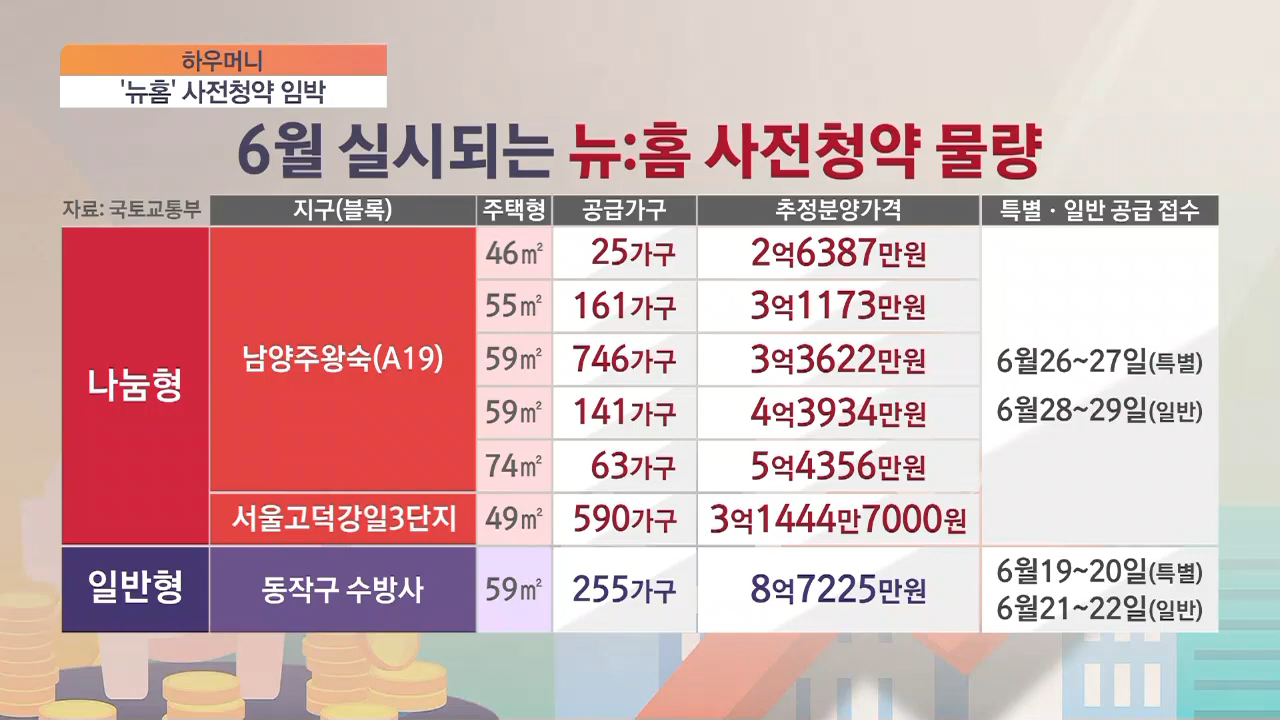 하우머니
'뉴홈' 사전청약 임박
6월 실시되는 뉴:홈 사전청약 물량
자료: 국토교통부 지구(블록) 주택형 공급가구 추정분양가격 특별·일반 공급 접수
나눔형 남양주왕숙(A19) 46㎡ 25가구 2억6387만원
55㎡ 161가구 3억1173만원
59㎡ 746가구 3억3622만원 6월26~27일(특별)
59㎡ 141가구 4억3934만원 6월28~29일(일반)
74㎡ 63가구 5억4356만원
서울고덕강일3단지 49㎡ 590가구 3억1444만7000원
일반형 동작구 수방사 59㎡ 255가구 8억7225만원 6월19~20일(특별)
6월21~22일(일반)